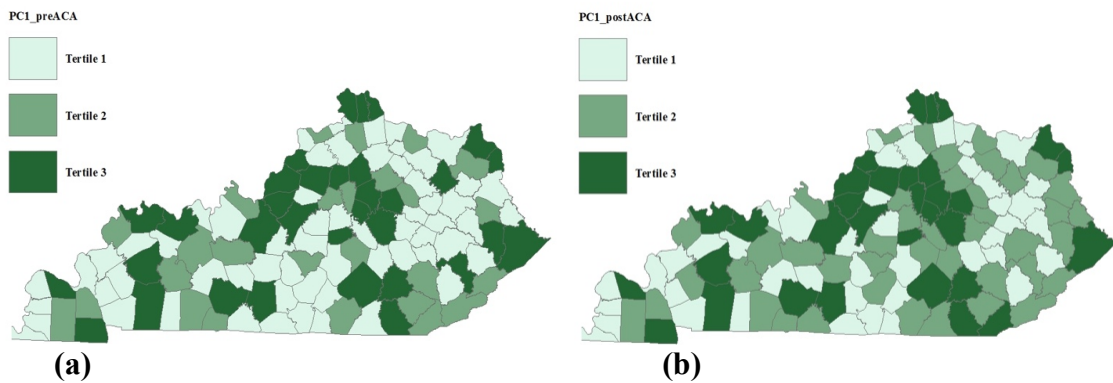 PC1_preACA
Tertile 1
Tertile 2
Tertile 3
(a)
PC1_postACA
Tertile 1
Tertile 2
Tertile 3
(b)